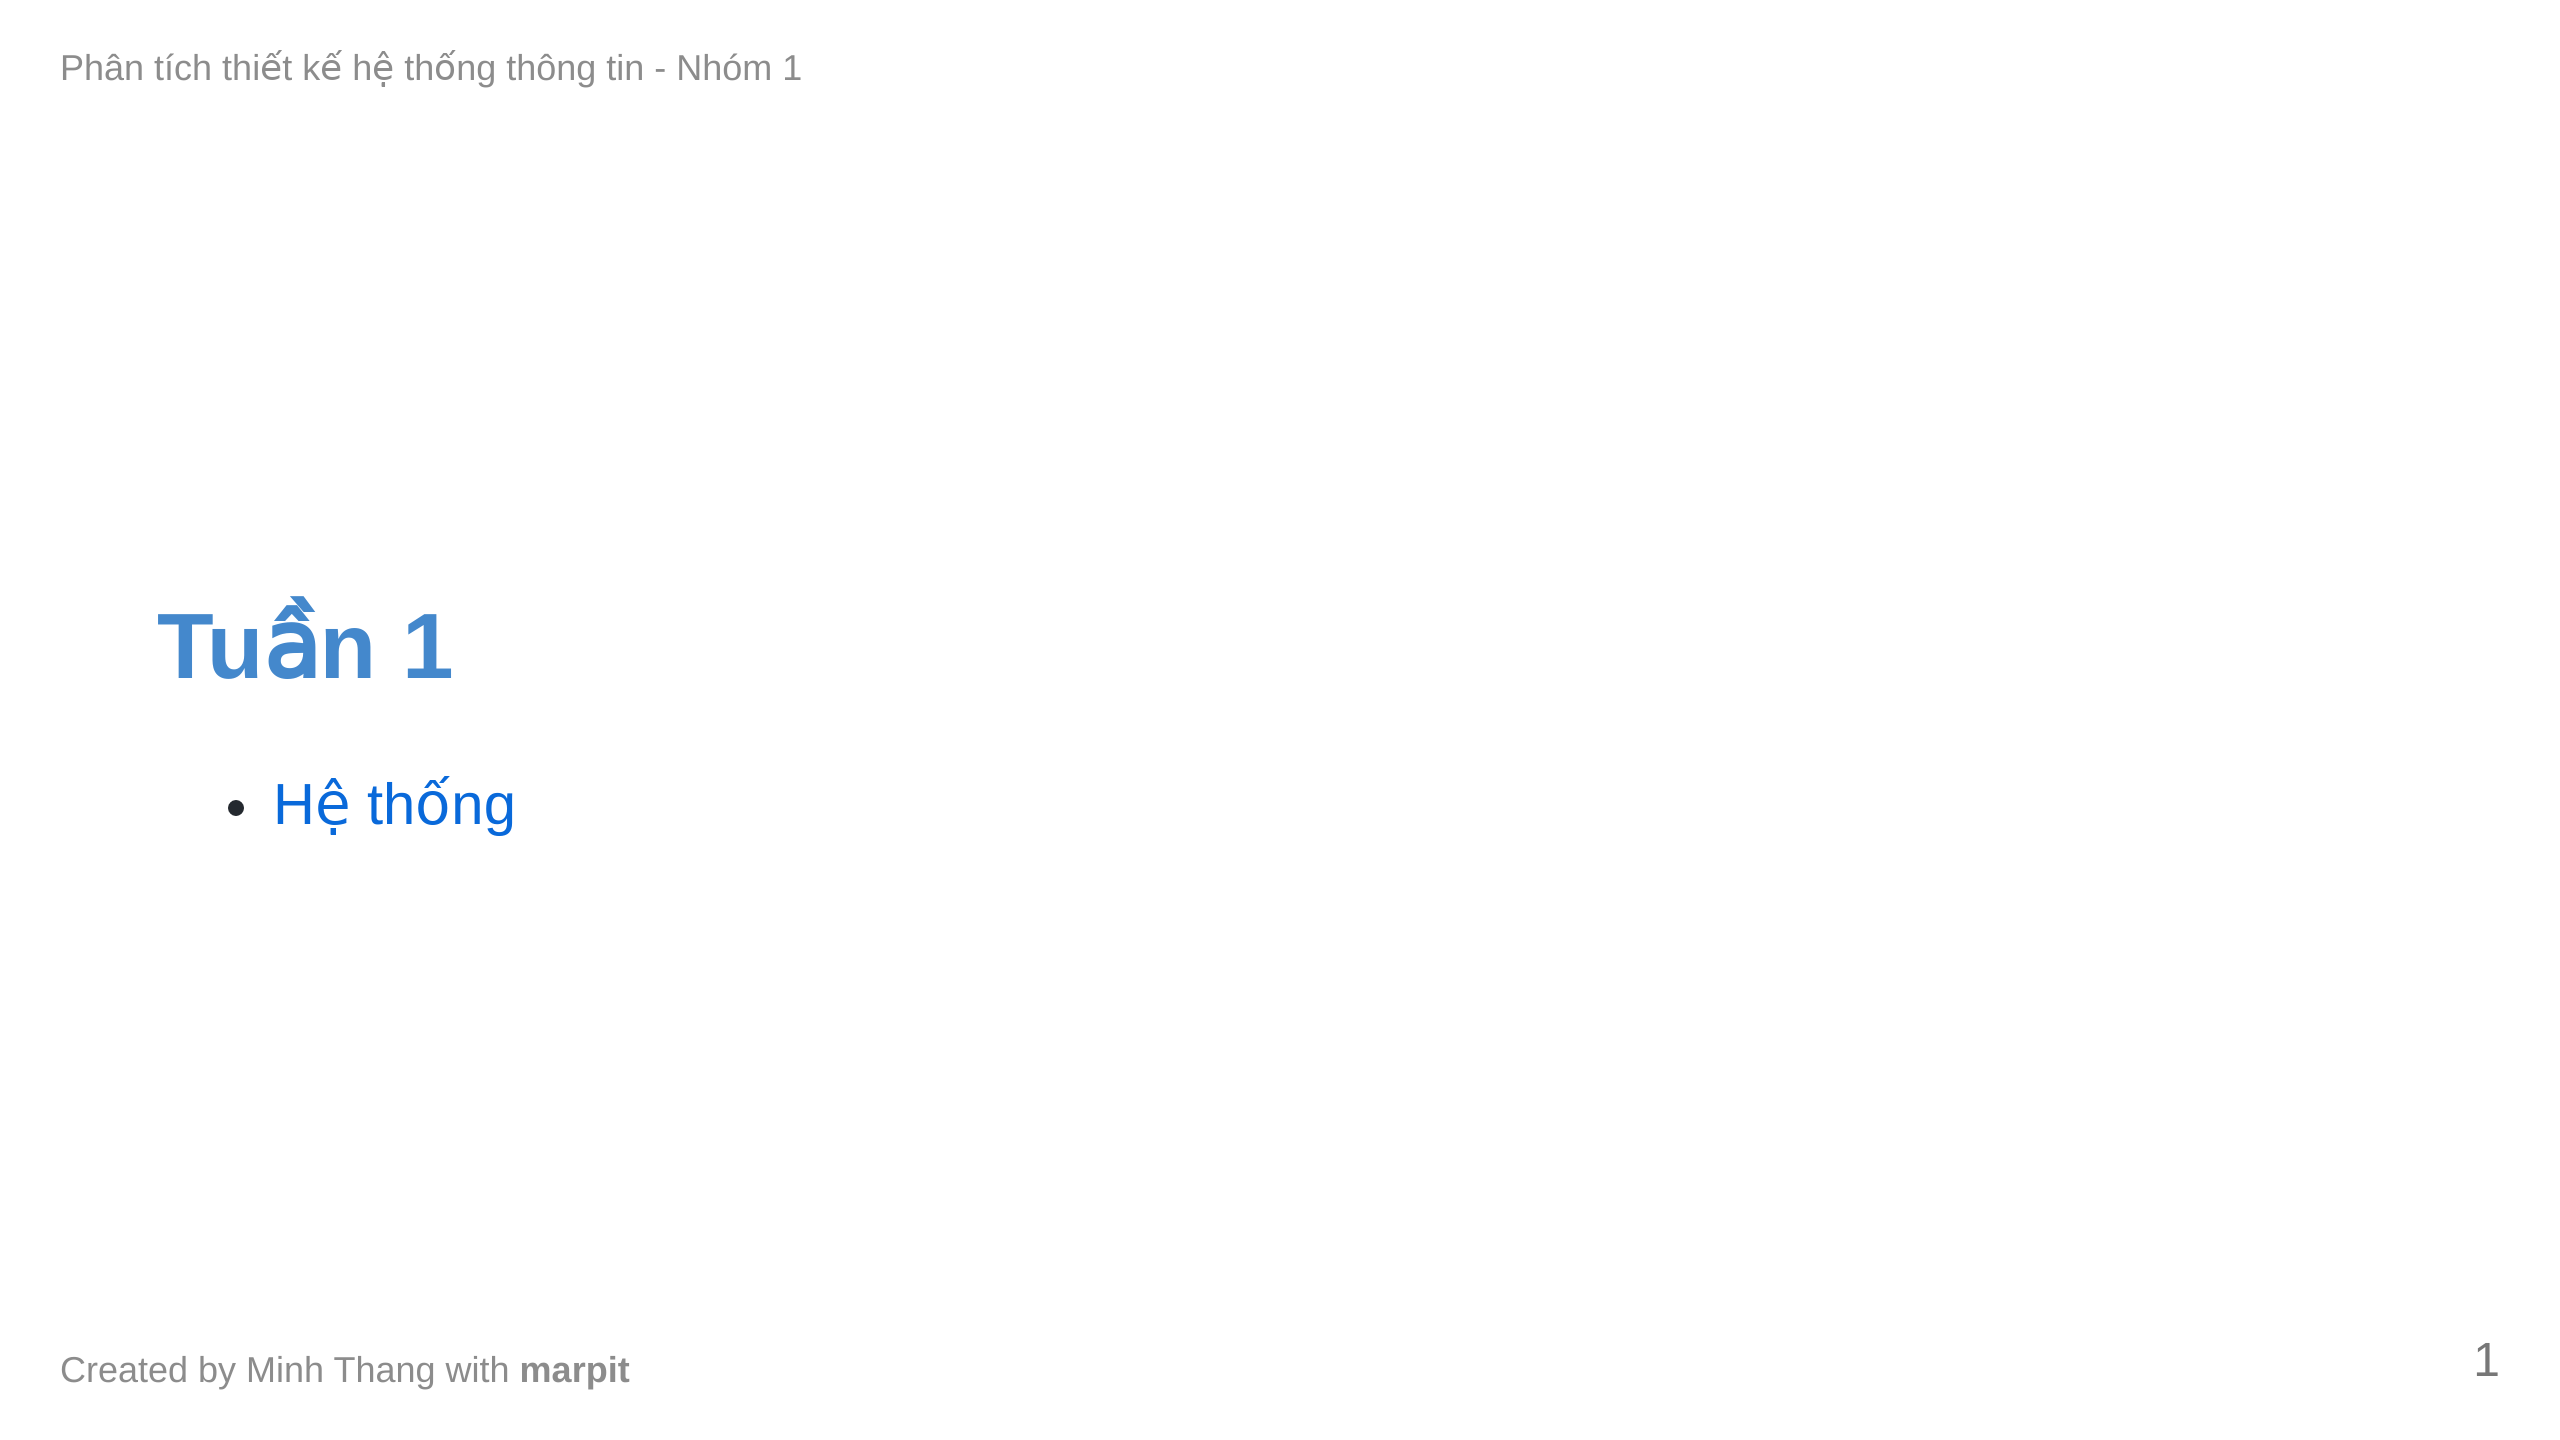 Phân tích thiết kế hệ thống thông tin - Nhóm 1
Tuần 1
• Hệ thống
Created by Minh Thang with marpit
1